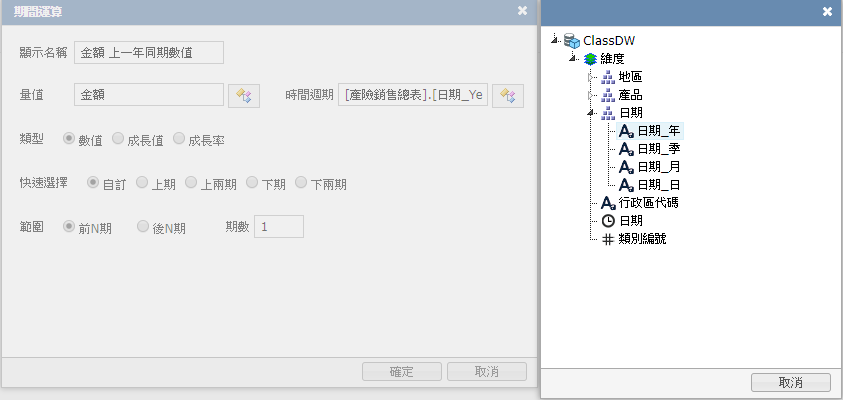 期間運算
顯示名稱 金額 上一年同期數值
量值 金額 時間週期 [產險銷售總表].[日期_Ye
類型 數值 成長值 成長率
快速選擇 自訂 上期 上兩期 下期 下兩期
範圍 前N期 後N期 期數 1
確定 取消
ClassDW
維度
地區
產品
日期
日期_年
日期_季
日期_月
日期_日
行政區代碼
日期
類別編號
取消